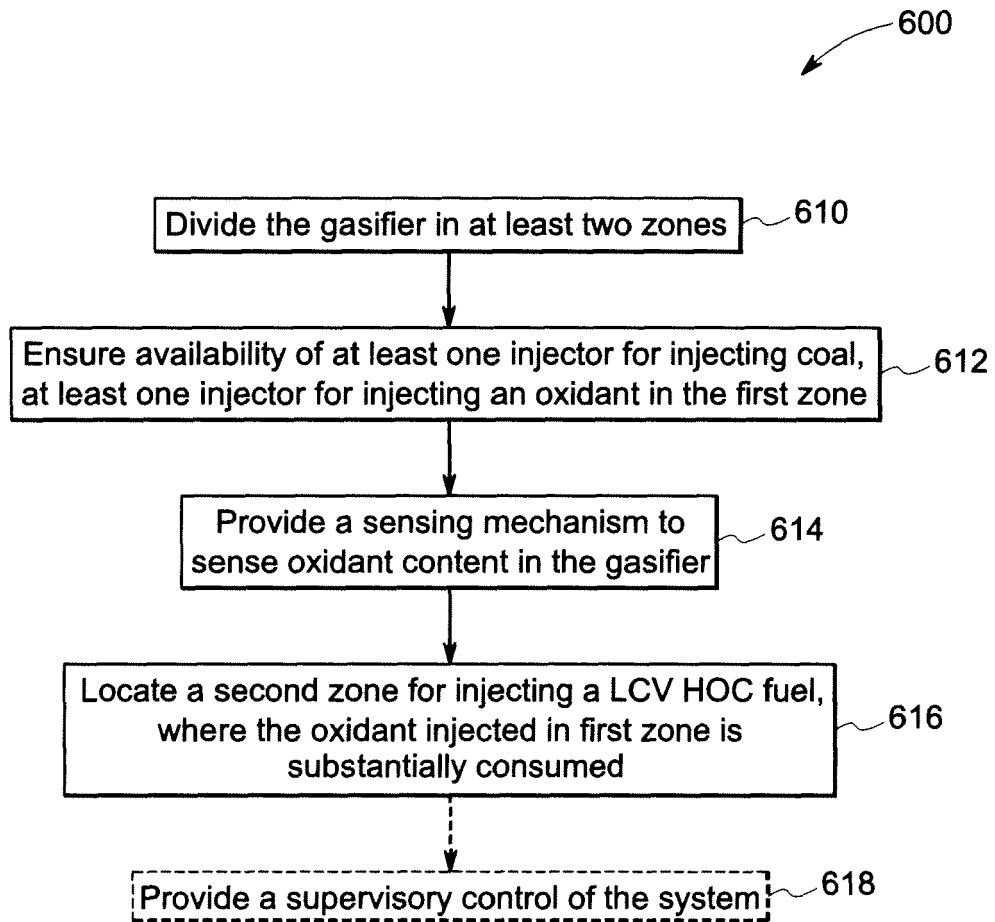 600
Divide the gasifier in at least two zones
610
Ensure availability of at least one injector for injecting coal,
at least one injector for injecting an oxidant in the first zone
612
Provide a sensing mechanism to
sense oxidant content in the gasifier
614
Locate a second zone for injecting a LCV HOC fuel,
where the oxidant injected in first zone is
substantially consumed
616
Provide a supervisory control of the system
618